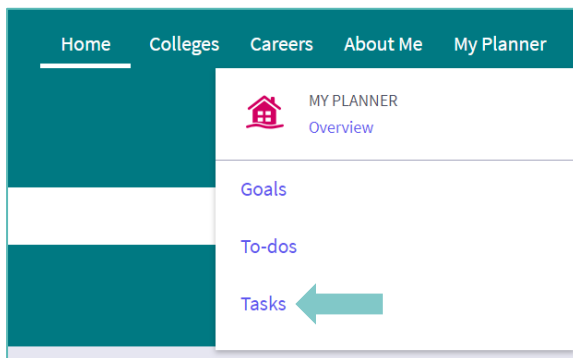 Home Colleges Careers About Me My Planner
MY PLANNER
Overview
Goals
To-dos
Tasks